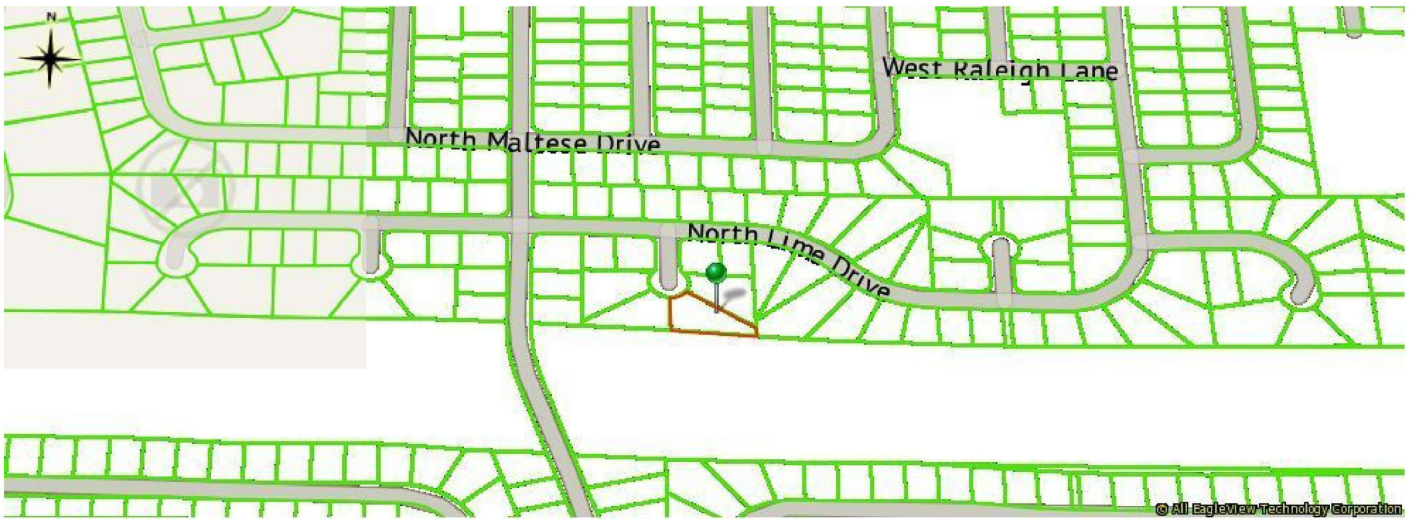 N
West Raleigh Lane
North Maltese Drive
North Lime Drive
© All EagleView Technology Corporation